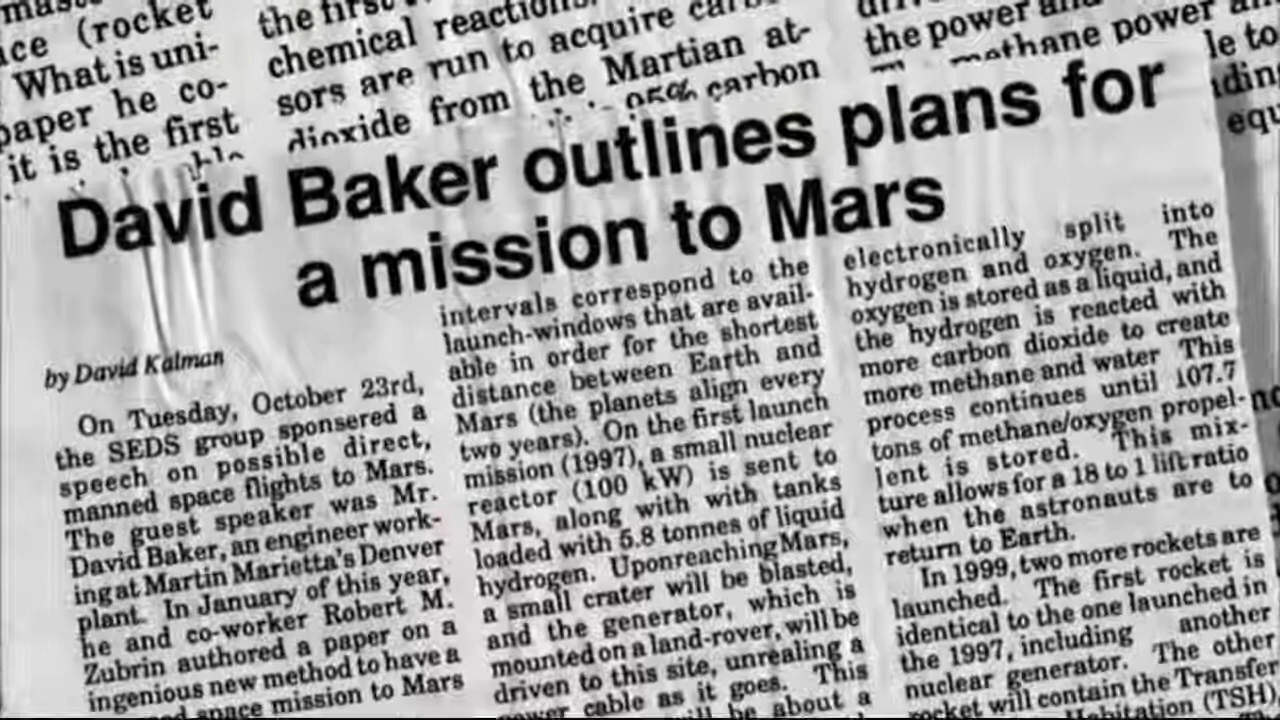 ce (rocket
What is uni-
paper he co-
it is the first
the first
chemical reactions
sors are run to acquire
dioxide from the Martian at-
95% carbon
the power and
methane power
le to
equ
David Baker outlines plans for
a mission to Mars
by David Kalman
On Tuesday, October 23rd,
the SEDS group sponsered a
speech on possible direct,
manned space flights to Mars.
The guest speaker was Mr.
David Baker, an engineer work-
ing at Martin Marietta's Denver
plant. In January of this year,
he and co-worker Robert M.
Zubrin authored a paper on a
ingenious new method to have a
space mission to Mars
intervals correspond to the
launch-windows that are avail-
able in order for the shortest
distance between Earth and
Mars (the planets align every
two years). On the first launch
mission (1997), a small nuclear
reactor (100 kW) is sent to
Mars, along with with tanks
loaded with 5.8 tonnes of liquid
hydrogen. Uponreaching Mars,
a small crater will be blasted,
and the generator, which is
mounted on a land-rover, will be
driven to this site, unrealing a
power cable as it goes. This
will be about a
electronically split into
hydrogen and oxygen. The
oxygen is stored as a liquid, and
the hydrogen is reacted with
more carbon dioxide to create
more methane and water This
process continues until 107.7
tons of methane/oxygen propel-
lent is stored. This mix-
ture allows for a 18 to 1 lift ratio
when the astronauts are to
return to Earth.
In 1999, two more rockets are
launched. The first rocket is
identical to the one launched in
the 1997, including another
nuclear generator. The other
rocket will contain the Transfer
Habitation (TSH)